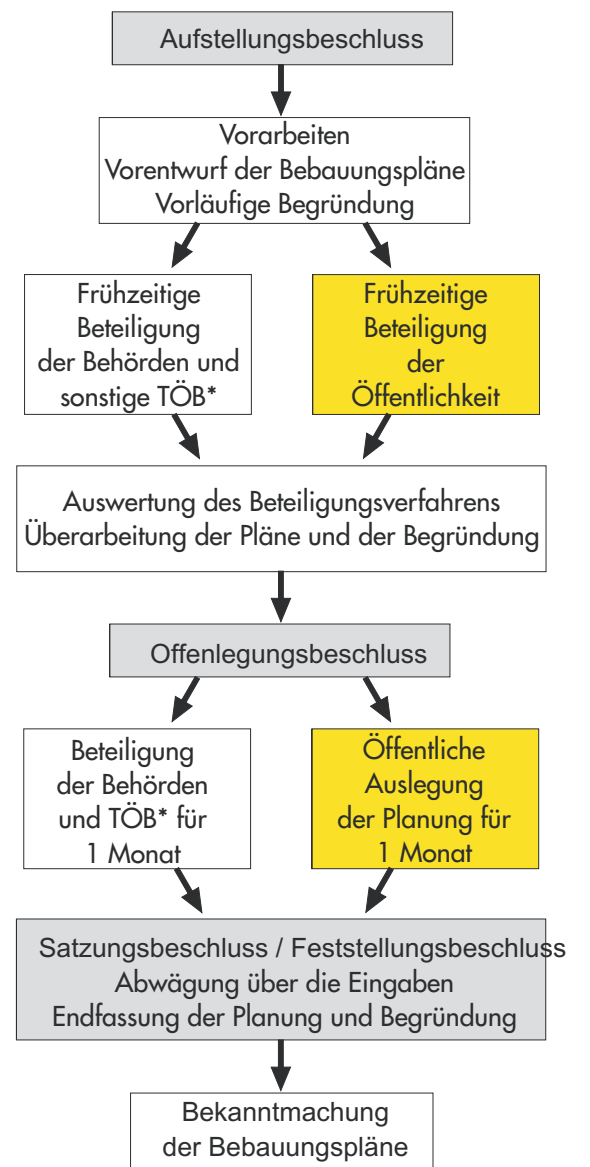 Aufstellungsbeschluss
Vorarbeiten
Vorentwurf der Bebauungspläne
Vorläufige Begründung
Frühzeitige
Beteiligung
der Behörden und
sonstige TÖB*
Frühzeitige
Beteiligung
der
Öffentlichkeit
Auswertung des Beteiligungsverfahrens
Überarbeitung der Pläne und der Begründung
Offenlegungsbeschluss
Beteiligung
der Behörden
und TÖB* für
1 Monat
Öffentliche
Auslegung
der Planung für
1 Monat
Satzungsbeschluss / Feststellungsbeschluss
Abwägung über die Eingaben
Endfassung der Planung und Begründung
Bekanntmachung
der Bebauungspläne